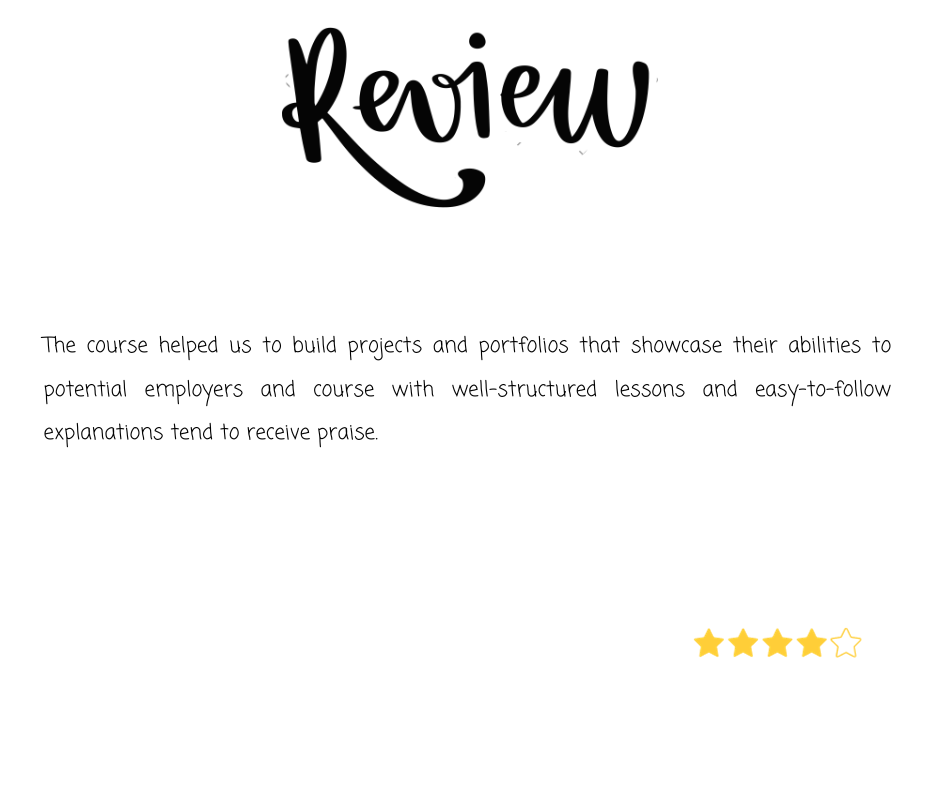 Review
The course helped us to build projects and portfolios that showcase their abilities to
potential employers and course with well-structured lessons and easy-to-follow
explanations tend to receive praise.